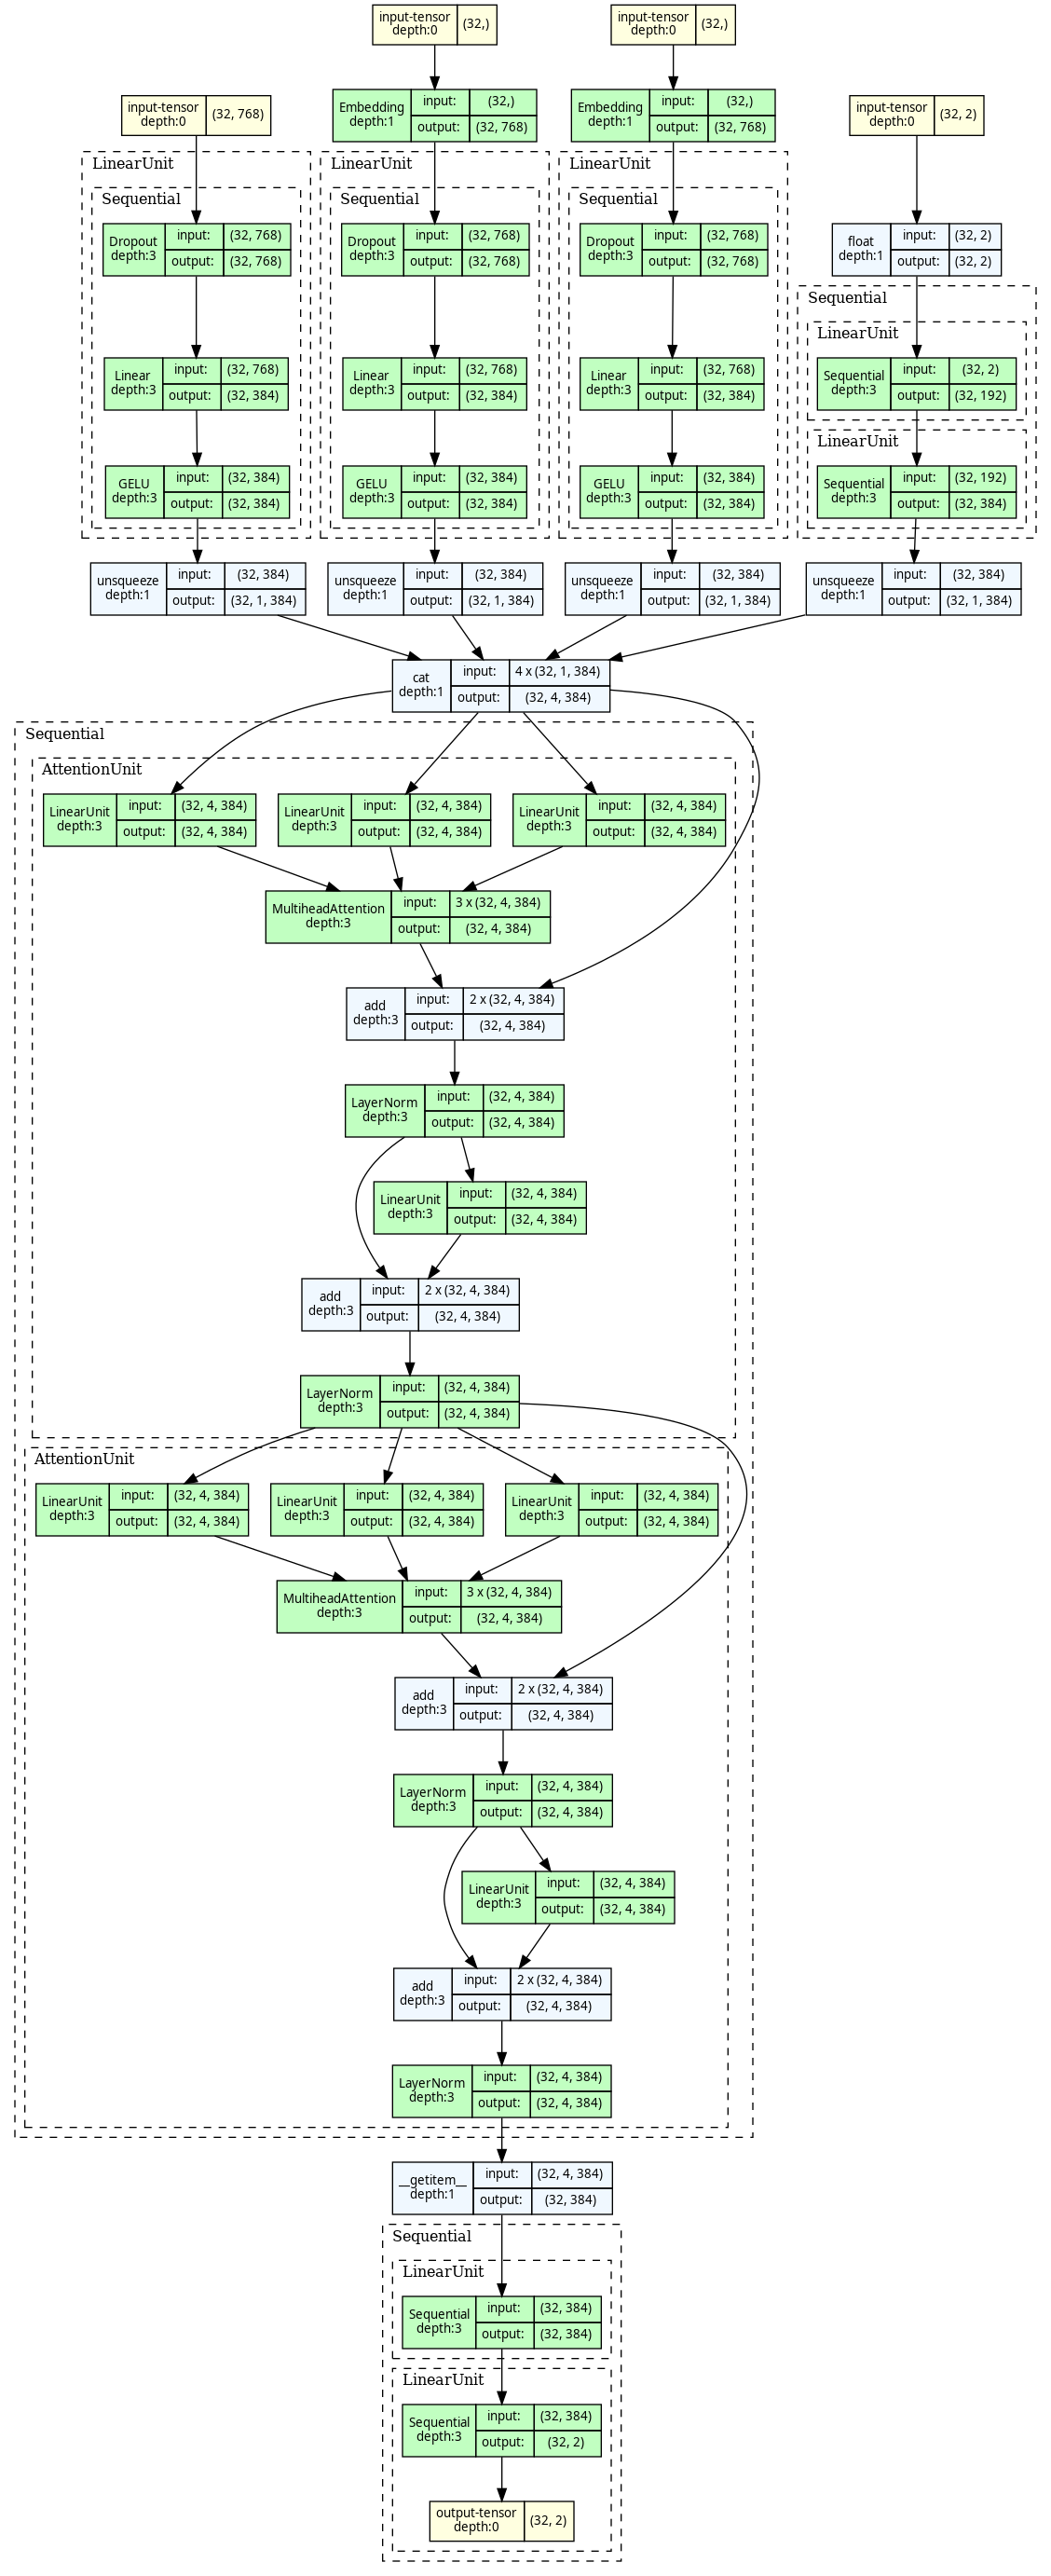 input-tensor
depth:0
(32,)
input-tensor
depth:0
(32,)
input-tensor
depth:0
(32, 768)
Embedding
depth:1
input:
(32,)
output:
(32, 768)
Embedding
depth:1
input:
(32,)
output:
(32, 768)
input-tensor
depth:0
(32, 2)
LinearUnit
Sequential
Dropout
depth:3
input:
(32, 768)
output:
(32, 768)
Linear
depth:3
input:
(32, 768)
output:
(32, 384)
GELU
depth:3
input:
(32, 384)
output:
(32, 384)
LinearUnit
Sequential
Dropout
depth:3
input:
(32, 768)
output:
(32, 768)
Linear
depth:3
input:
(32, 768)
output:
(32, 384)
GELU
depth:3
input:
(32, 384)
output:
(32, 384)
LinearUnit
Sequential
Dropout
depth:3
input:
(32, 768)
output:
(32, 768)
Linear
depth:3
input:
(32, 768)
output:
(32, 384)
GELU
depth:3
input:
(32, 384)
output:
(32, 384)
float
depth:1
input:
(32, 2)
output:
(32, 2)
Sequential
LinearUnit
Sequential
depth:3
input:
(32, 2)
output:
(32, 192)
LinearUnit
Sequential
depth:3
input:
(32, 192)
output:
(32, 384)
unsqueeze
depth:1
input:
(32, 384)
output:
(32, 1, 384)
unsqueeze
depth:1
input:
(32, 384)
output:
(32, 1, 384)
unsqueeze
depth:1
input:
(32, 384)
output:
(32, 1, 384)
unsqueeze
depth:1
input:
(32, 384)
output:
(32, 1, 384)
cat
depth:1
input:
4 x (32, 1, 384)
output:
(32, 4, 384)
Sequential
AttentionUnit
LinearUnit
depth:3
input:
(32, 4, 384)
output:
(32, 4, 384)
LinearUnit
depth:3
input:
(32, 4, 384)
output:
(32, 4, 384)
LinearUnit
depth:3
input:
(32, 4, 384)
output:
(32, 4, 384)
MultiheadAttention
depth:3
input:
3 x (32, 4, 384)
output:
(32, 4, 384)
add
depth:3
input:
2 x (32, 4, 384)
output:
(32, 4, 384)
LayerNorm
depth:3
input:
(32, 4, 384)
output:
(32, 4, 384)
LinearUnit
depth:3
input:
(32, 4, 384)
output:
(32, 4, 384)
add
depth:3
input:
2 x (32, 4, 384)
output:
(32, 4, 384)
LayerNorm
depth:3
input:
(32, 4, 384)
output:
(32, 4, 384)
AttentionUnit
LinearUnit
depth:3
input:
(32, 4, 384)
output:
(32, 4, 384)
LinearUnit
depth:3
input:
(32, 4, 384)
output:
(32, 4, 384)
LinearUnit
depth:3
input:
(32, 4, 384)
output:
(32, 4, 384)
MultiheadAttention
depth:3
input:
3 x (32, 4, 384)
output:
(32, 4, 384)
add
depth:3
input:
2 x (32, 4, 384)
output:
(32, 4, 384)
LayerNorm
depth:3
input:
(32, 4, 384)
output:
(32, 4, 384)
LinearUnit
depth:3
input:
(32, 4, 384)
output:
(32, 4, 384)
add
depth:3
input:
2 x (32, 4, 384)
output:
(32, 4, 384)
LayerNorm
depth:3
input:
(32, 4, 384)
output:
(32, 4, 384)
__getitem__
depth:1
input:
(32, 4, 384)
output:
(32, 384)
Sequential
LinearUnit
Sequential
depth:3
input:
(32, 384)
output:
(32, 384)
LinearUnit
Sequential
depth:3
input:
(32, 384)
output:
(32, 2)
output-tensor
depth:0
(32, 2)